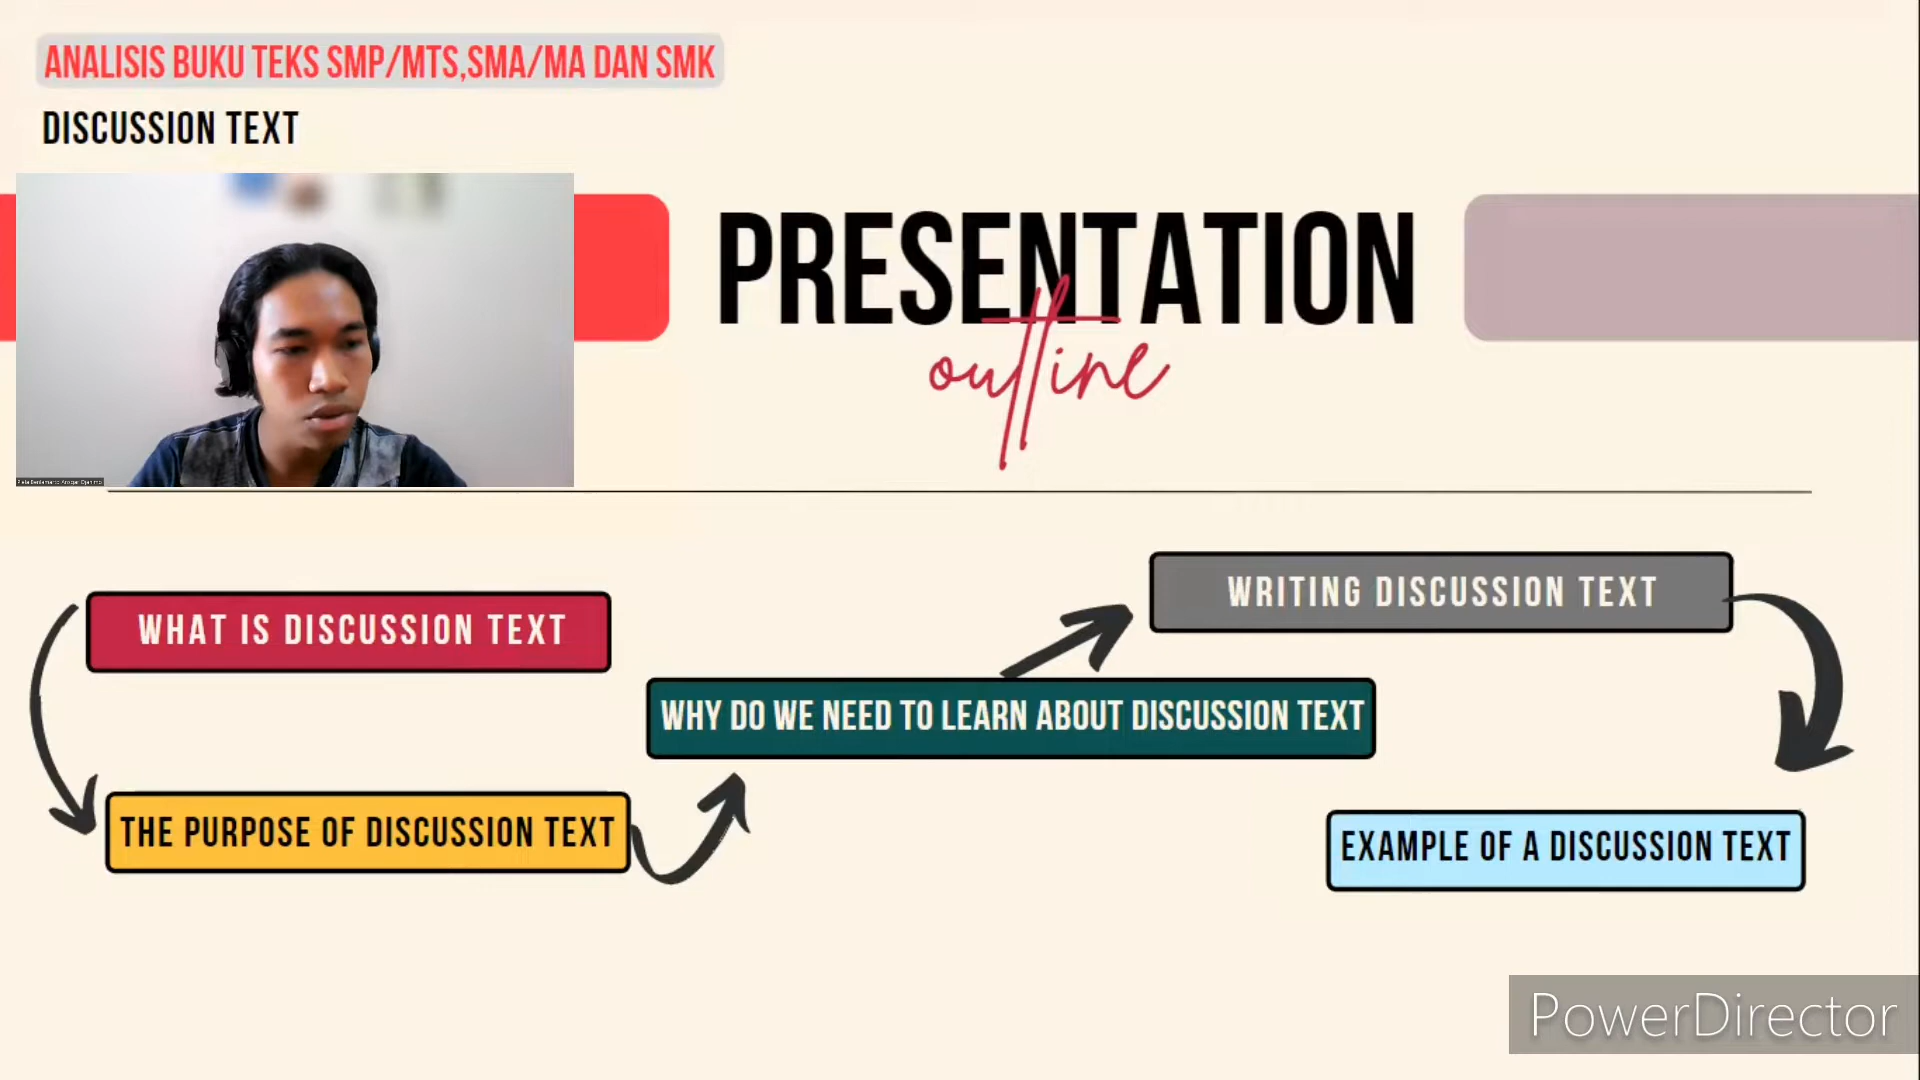 ANALISIS BUKU TEKS SMP/MTS,SMA/MA DAN SMK
DISCUSSION TEXT
PRESENTATION
outline
WHAT IS DISCUSSION TEXT
THE PURPOSE OF DISCUSSION TEXT
WHY DO WE NEED TO LEARN ABOUT DISCUSSION TEXT
WRITING DISCUSSION TEXT
EXAMPLE OF A DISCUSSION TEXT
PowerDirector